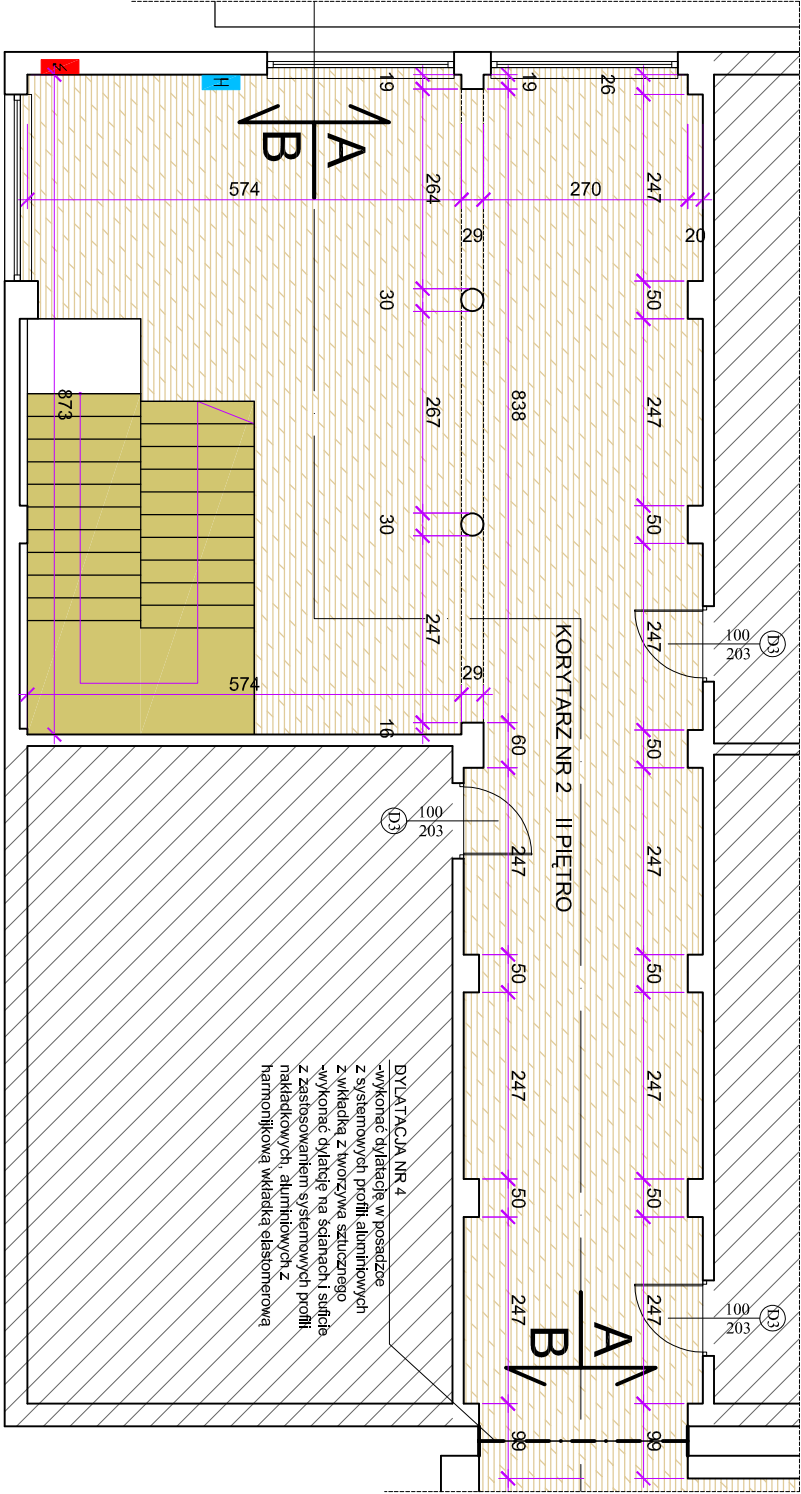 Z
H
19
19
26
A
B
574
264
29
270
247
20
30
50
873
267
838
247
30
50
D3
100
203
247
247
574
29
16
60
50
KORYTARZ NR 2    II PIĘTRO
D3
100
203
247
247
50
50
DYLATACJA NR 4
-wykonać dylatację w posadzce
z systemowych profili aluminiowych
z wkładką z tworzywa sztucznego
-wykonać dylatcję na ścianach i suficie
z zastosowaniem systemowych profili
nakładkowych, aluminiowych z
harmonijkową wkładką elastomerową
247
247
50
50
247
247
D3
100
203
A
B
99
99